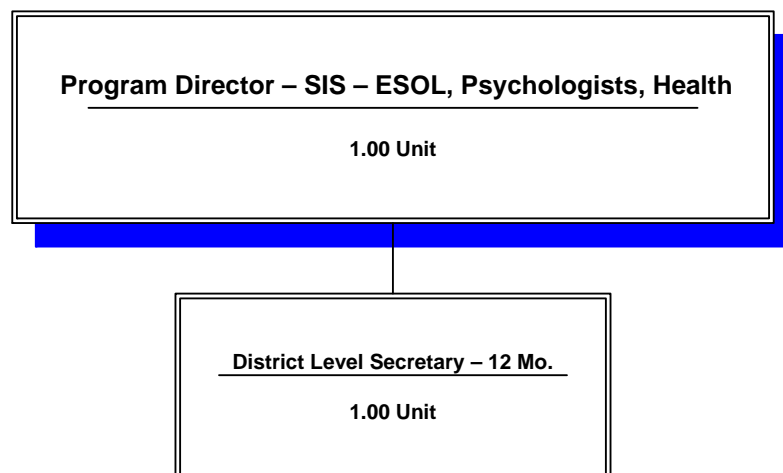 Program Director – SIS – ESOL, Psychologists, Health
1.00 Unit
District Level Secretary – 12 Mo.
1.00 Unit